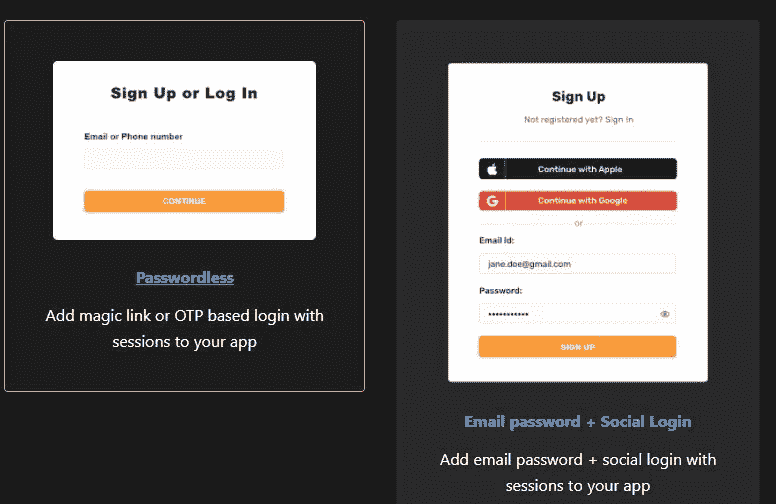 Sign Up or Log In
Email or Phone number
CONTINUE
Passwordless
Add magic link or OTP based login with
sessions to your app
Sign Up
Not registered yet? Sign In
Continue with Apple
Continue with Google
or
Email Id:
jane.doe@gmail.com
Password:
•••••••••••
SIGN UP
Email password + Social Login
Add email password + social login with
sessions to your app